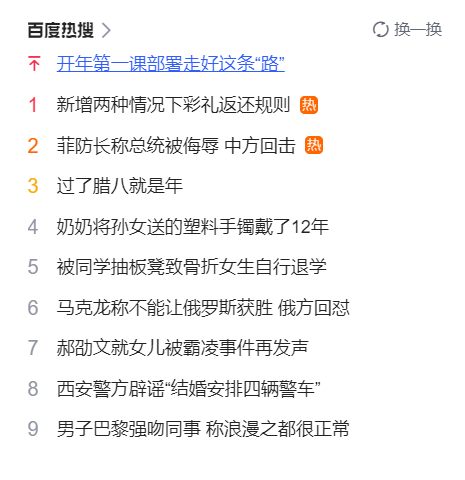 百度热搜
换一换
开年第一课部署走好这条“路”
1 新增两种情况下彩礼返还规则 热
2 菲防长称总统被侮辱 中方回击 热
3 过了腊八就是年
4 奶奶将孙女送的塑料手镯戴了12年
5 被同学抽板凳致骨折女生自行退学
6 马克龙称不能让俄罗斯获胜 俄方回怼
7 郝劭文就女儿被霸凌事件再发声
8 西安警方辟谣“结婚安排四辆警车”
9 男子巴黎强吻同事 称浪漫之都很正常